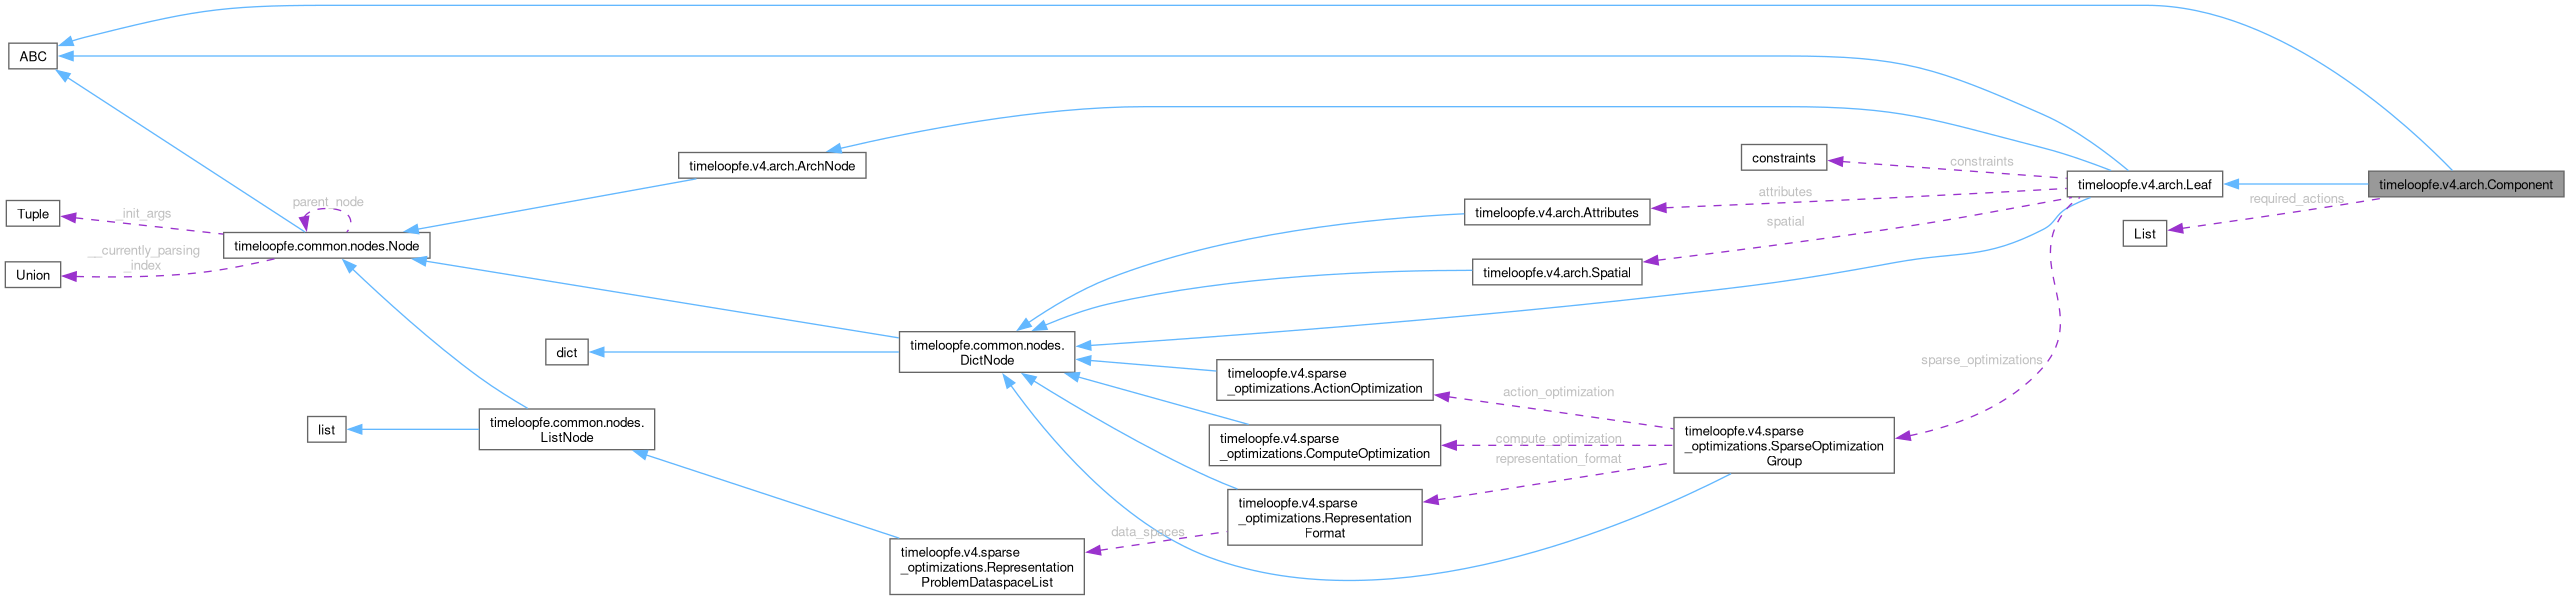 ABC
timeloopfe.v4.arch.ArchNode
constraints
constraints
timeloopfe.v4.arch.Leaf
timeloopfe.v4.arch.Component
attributes
required_actions
Tuple
_init_args
parent_node
timeloopfe.v4.arch.Attributes
spatial
List
timeloopfe.common.nodes.Node
__currently_parsing
_index
Union
timeloopfe.v4.arch.Spatial
dict
timeloopfe.common.nodes.
DictNode
sparse_optimizations
timeloopfe.v4.sparse
_optimizations.ActionOptimization
action_optimization
list
timeloopfe.common.nodes.
ListNode
timeloopfe.v4.sparse
_optimizations.ComputeOptimization
compute_optimization
representation_format
timeloopfe.v4.sparse
_optimizations.SparseOptimization
Group
timeloopfe.v4.sparse
_optimizations.Representation
Format
data_spaces
timeloopfe.v4.sparse
_optimizations.Representation
ProblemDataspaceList